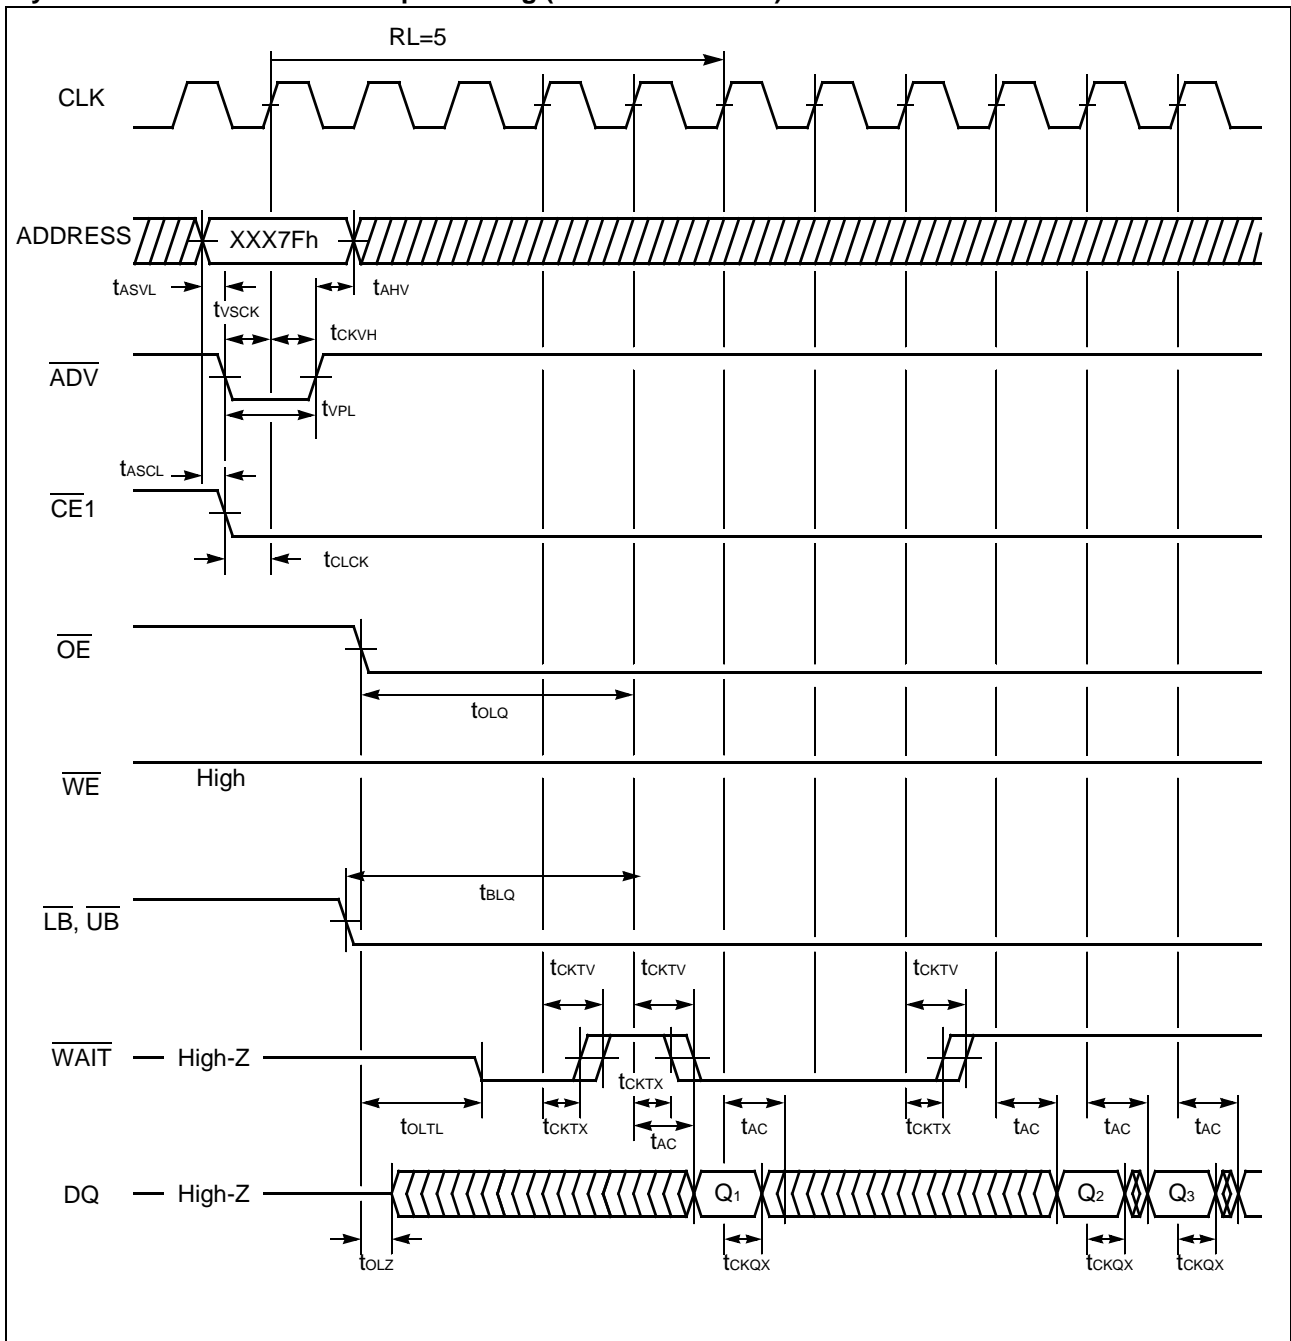 RL=5
CLK
ADDRESS
XXX7Fh
tASVL
tAHV
tVSCK
tCKVH
ADV
tVPL
tASCL
CE1
tCLCK
OE
tOLQ
WE
High
tBLQ
LB, UB
tCKTV
tCKTV
tCKTV
WAIT
High-Z
tCKTX
tOLTL
tCKTX
tAC
tAC
tCKTX
tAC
tAC
tAC
DQ
High-Z
Q1
Q2
Q3
tOLZ
tCKQX
tCKQX
tCKQX